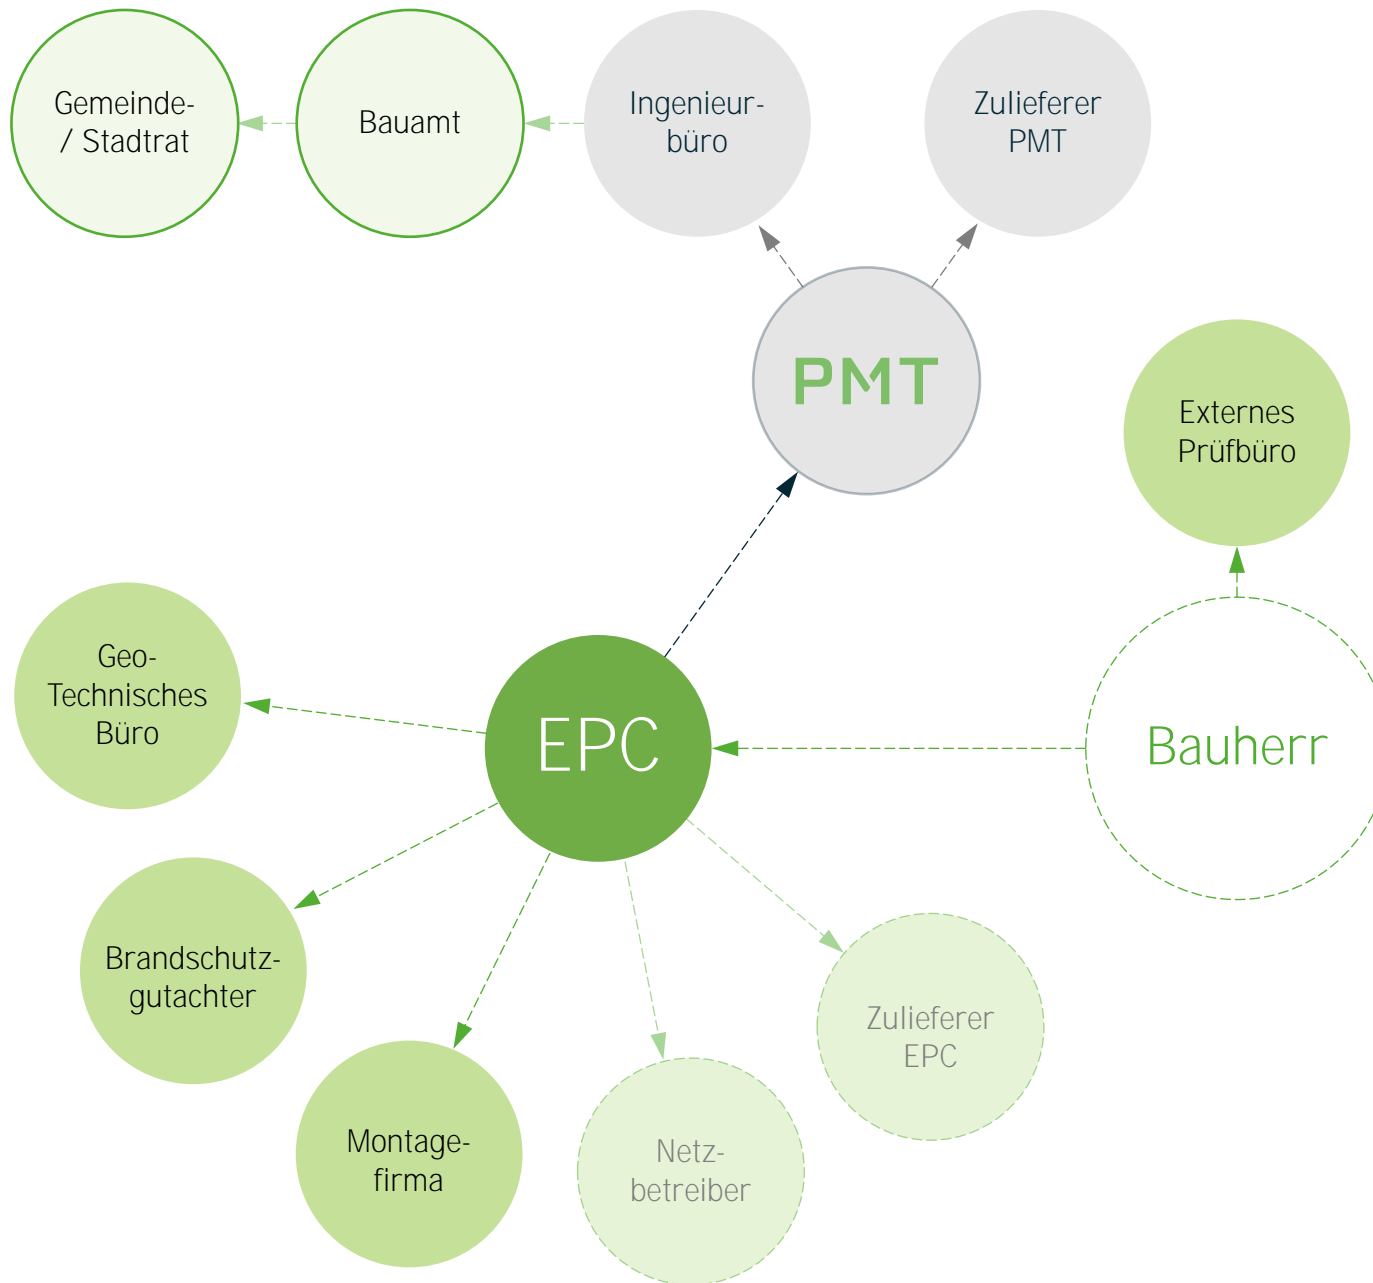 Gemeinde-
/ Stadtrat
Bauamt
Ingenieur-
büro
Zulieferer
PMT
PMT
Externes
Prüfbüro
Geo-
Technisches
Büro
EPC
Bauherr
Brandschutz-
gutachter
Zulieferer
EPC
Montage-
firma
Netz-
betreiber